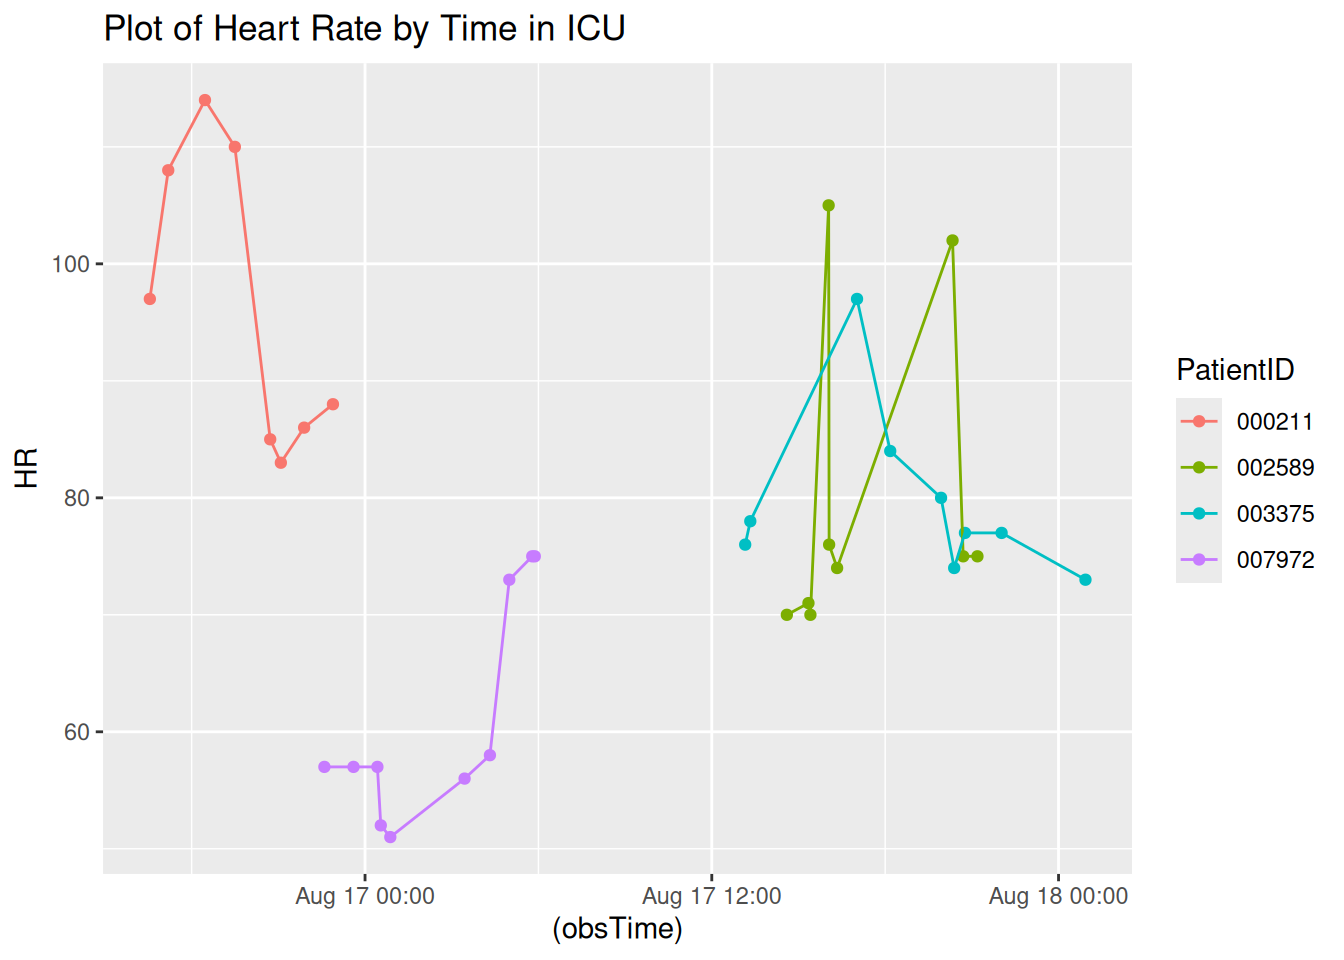 Plot of Heart Rate by Time in ICU
HR
100
80
60
Aug 17 00:00
Aug 17 12:00
Aug 18 00:00
(obsTime)
PatientID
000211
002589
003375
007972